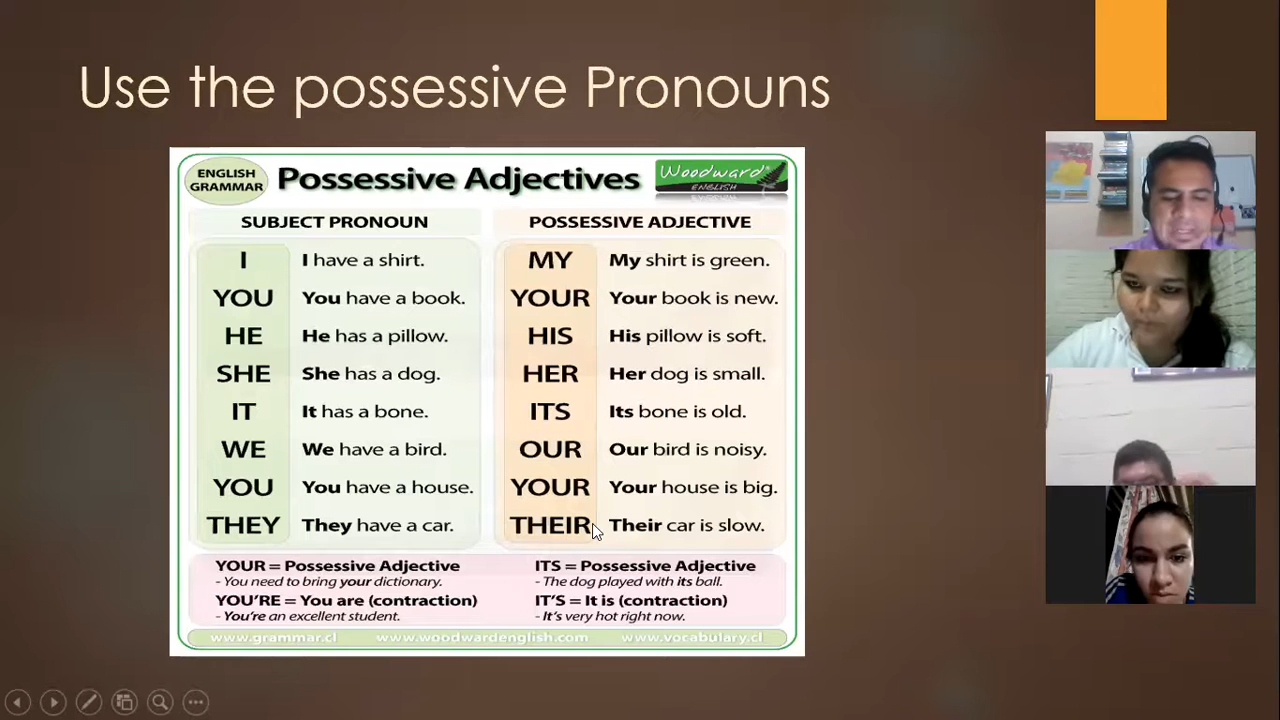 Use the possessive Pronouns
ENGLISH
GRAMMAR
Possessive Adjectives
Woodward®
ENGLISH
SUBJECT PRONOUN
POSSESSIVE ADJECTIVE
I I have a shirt. MY My shirt is green.
YOU You have a book. YOUR Your book is new.
HE He has a pillow. HIS His pillow is soft.
SHE She has a dog. HER Her dog is small.
IT It has a bone. ITS Its bone is old.
WE We have a bird. OUR Our bird is noisy.
YOU You have a house. YOUR Your house is big.
THEY They have a car. THEIR Their car is slow.
YOUR = Possessive Adjective
- You need to bring your dictionary.
YOU'RE = You are (contraction)
- You're an excellent student.
ITS = Possessive Adjective
- The dog played with its ball.
IT'S = It is (contraction)
- It's very hot right now.
www.grammar.cl www.woodwardenglish.com www.vocabulary.cl